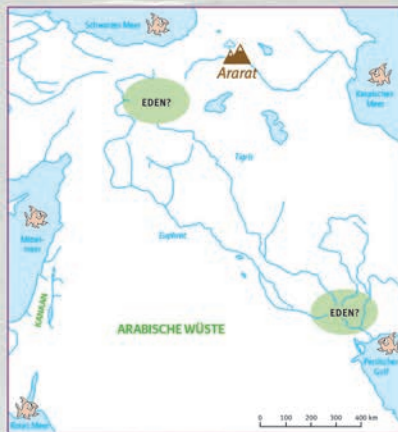 Schwarzes Meer
Ararat
EDEN?
Kaspisches
Meer
Tigris
Mittel-
meer
Euphrat
KANAAN
ARABISCHE WÜSTE
EDEN?
Persischer
Golf
Rotes Meer
0 100 200 300 400 km